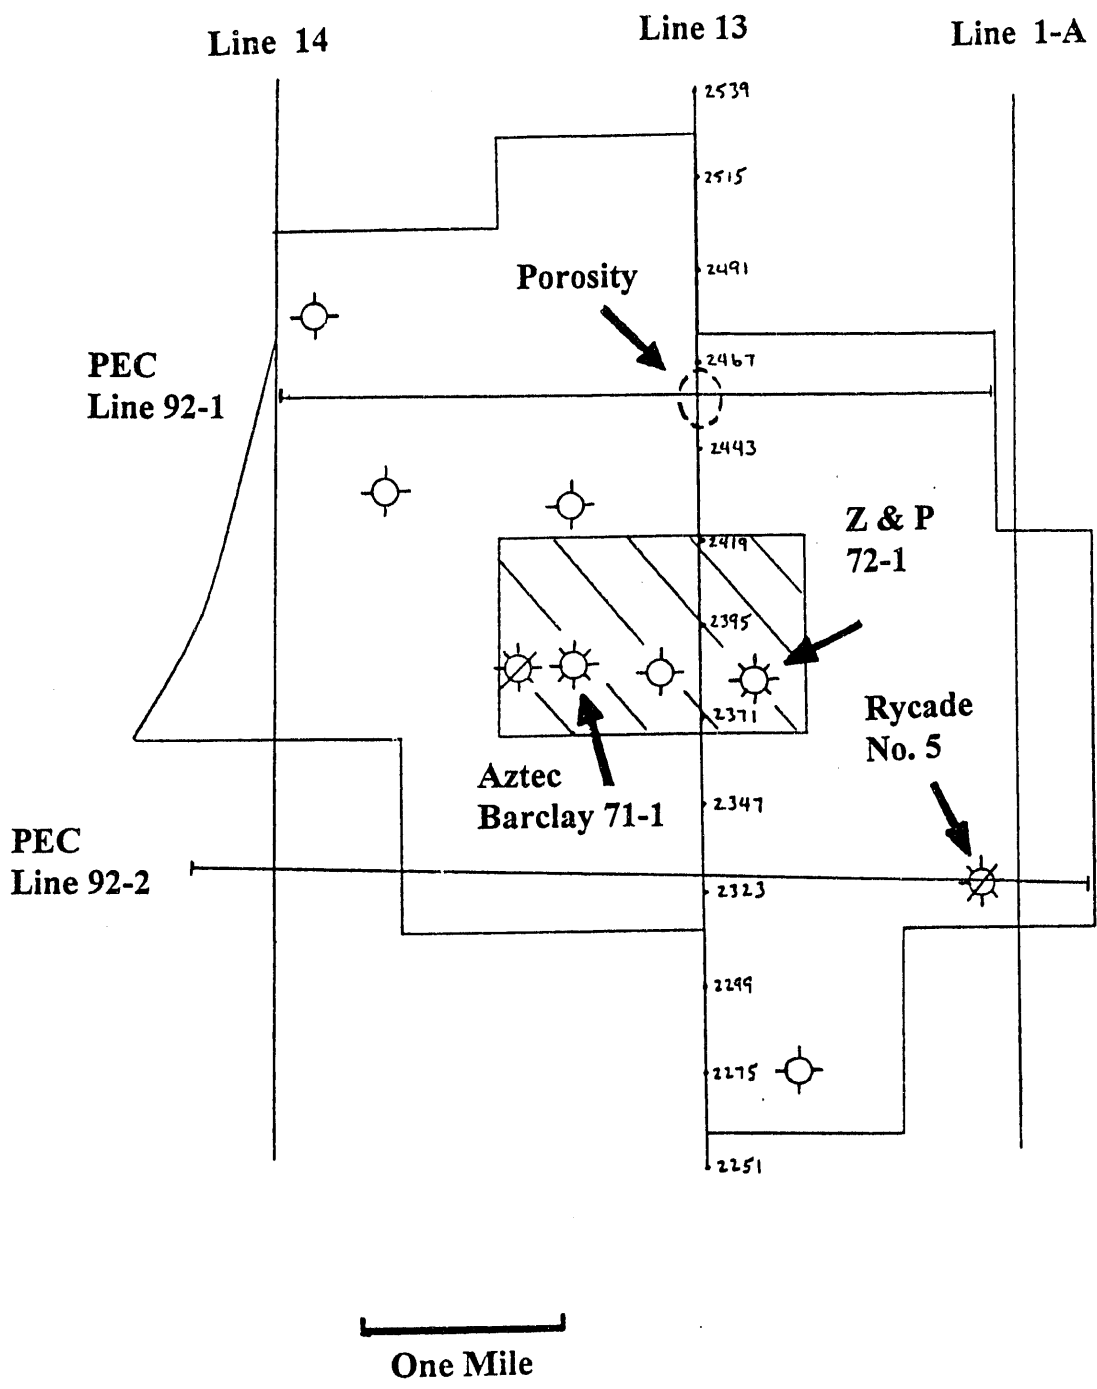 Line 14
Line 13
Line 1-A
2539
2515
2491
Porosity
2467
PEC
Line 92-1
2443
Z & P
72-1
2419
2395
2371
Rycade
No. 5
Aztec
Barclay 71-1
2347
PEC
Line 92-2
2323
2299
2275
2251
One Mile